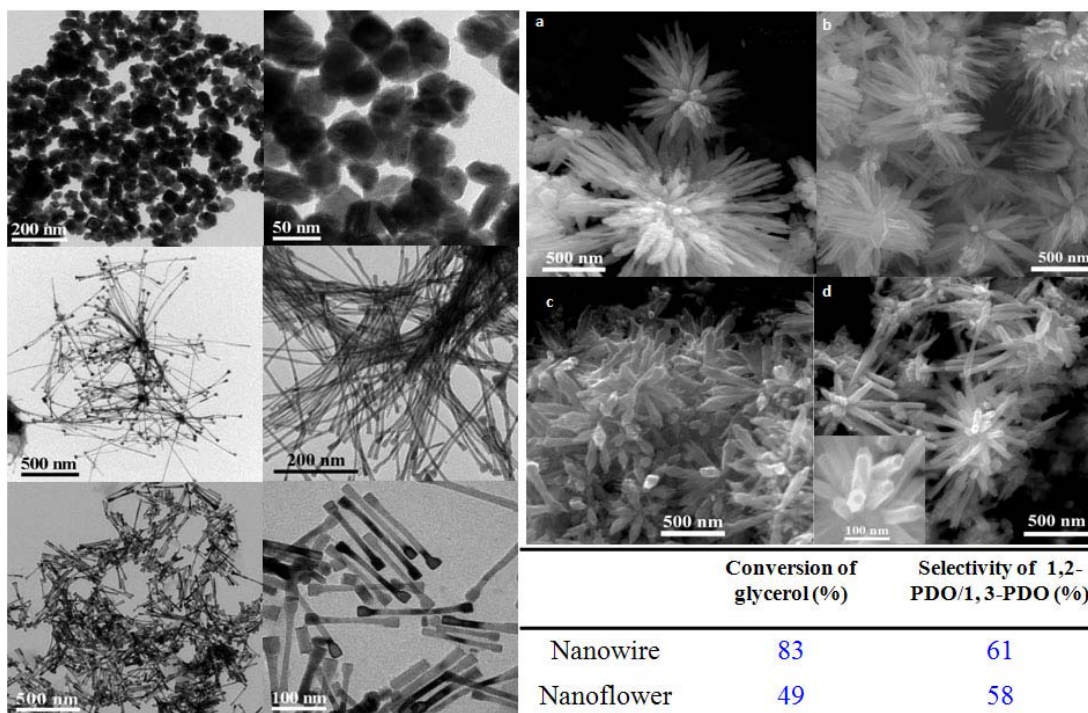 200 nm
50 nm
500 nm
200 nm
500 nm
100 nm
a
500 nm
b
500 nm
c
500 nm
d
100 nm
500 nm
Conversion of
glycerol (%)
Selectivity of 1,2-
PDO/1, 3-PDO (%)
Nanowire 83 61
Nanoflower 49 58